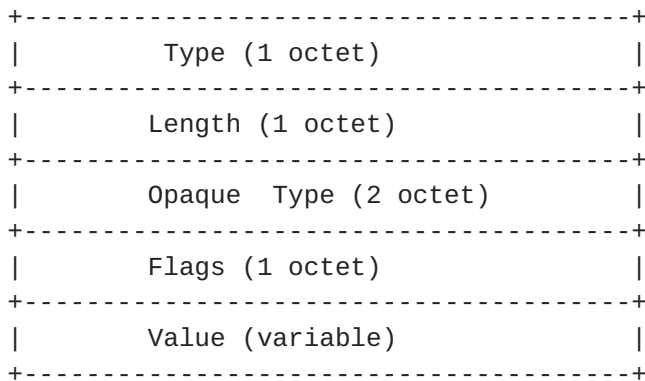 +---------------------------------------+
|          Type (1 octet)                |
+---------------------------------------+
|         Length (1 octet)               |
+---------------------------------------+
|         Opaque  Type (2 octet)         |
+---------------------------------------+
|         Flags (1 octet)                |
+---------------------------------------+
|         Value (variable)               |
+---------------------------------------+